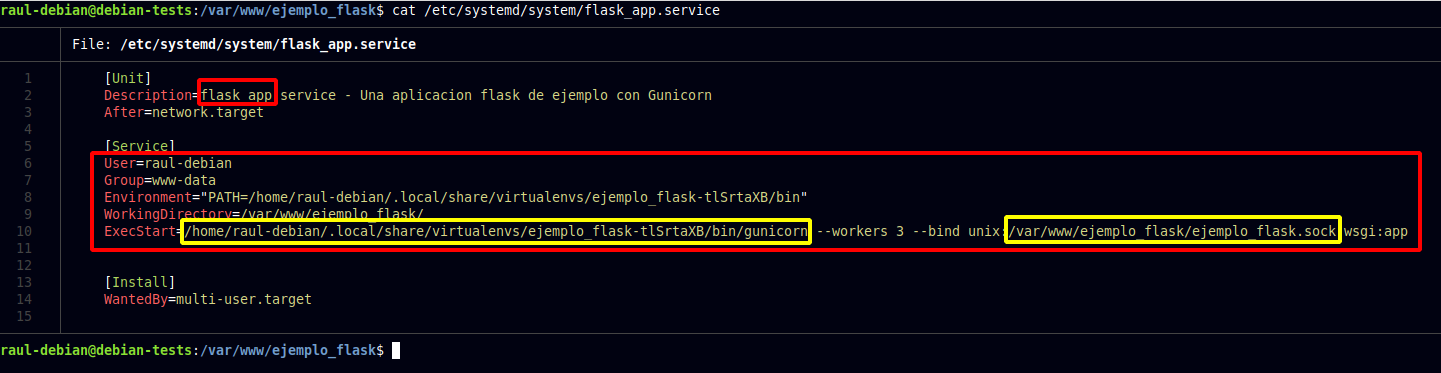 raul-debian@debian-tests:/var/www/ejemplo_flask$ cat /etc/systemd/system/flask_app.service
File: /etc/systemd/system/flask_app.service
1 [Unit]
2 Description=flask_app.service - Una aplicacion flask de ejemplo con Gunicorn
3 After=network.target
4
5 [Service]
6 User=raul-debian
7 Group=www-data
8 Environment="PATH=/home/raul-debian/.local/share/virtualenvs/ejemplo_flask-tlSrtaXB/bin"
9 WorkingDirectory=/var/www/ejemplo_flask/
10 ExecStart=/home/raul-debian/.local/share/virtualenvs/ejemplo_flask-tlSrtaXB/bin/gunicorn --workers 3 --bind unix:/var/www/ejemplo_flask/ejemplo_flask.sock wsgi:app
11
12
13 [Install]
14 WantedBy=multi-user.target
15
raul-debian@debian-tests:/var/www/ejemplo_flask$